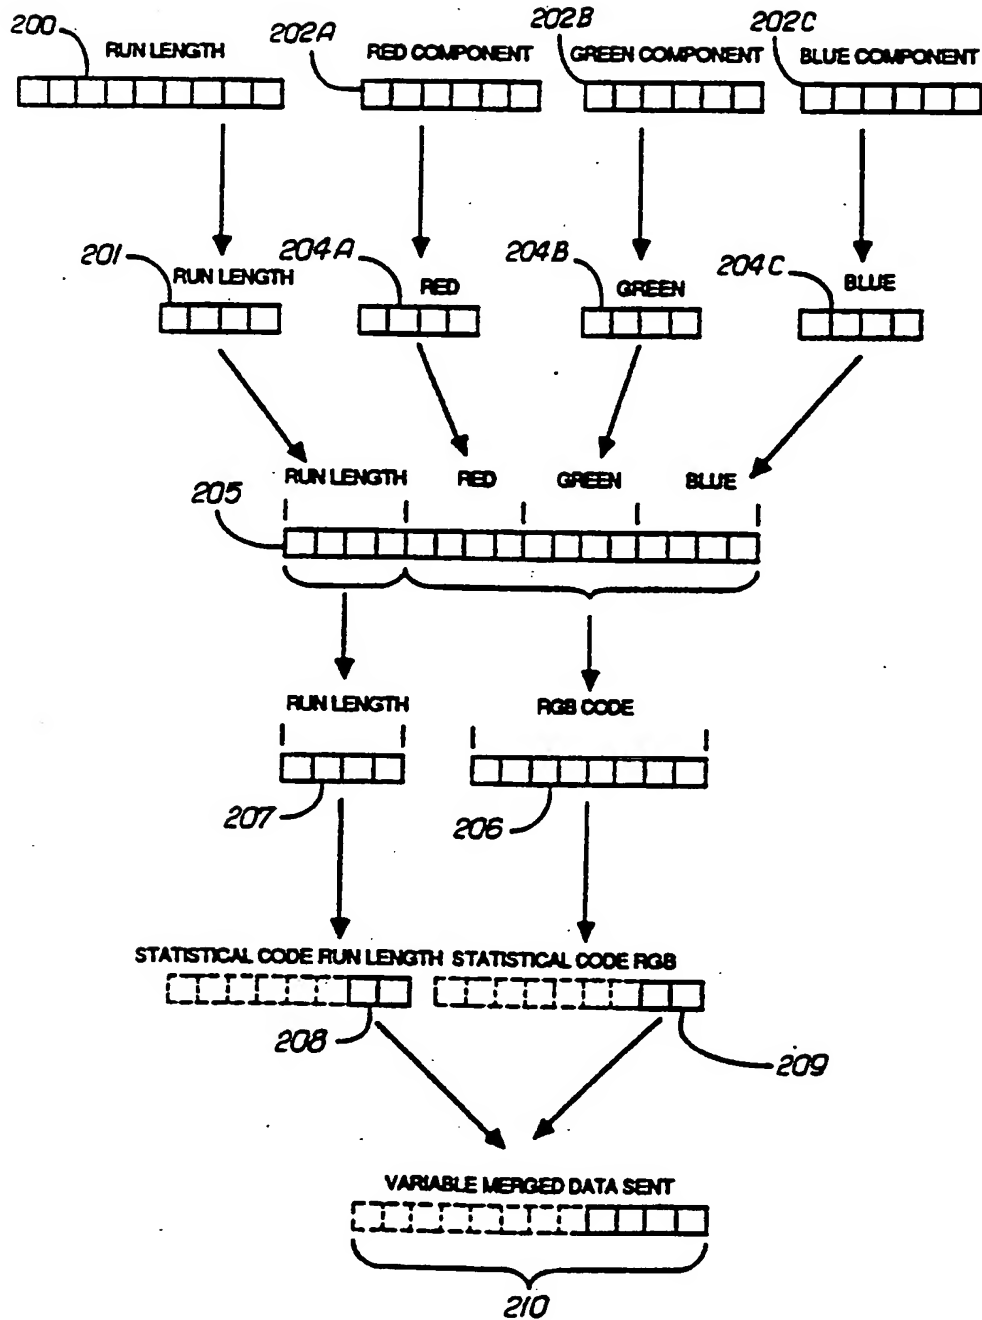 200 RUN LENGTH 202A RED COMPONENT 202B GREEN COMPONENT 202C BLUE COMPONENT
201 RUN LENGTH 204A RED 204B GREEN 204C BLUE
205 RUN LENGTH RED GREEN BLUE
RUN LENGTH RGB CODE
207 206
STATISTICAL CODE RUN LENGTH STATISTICAL CODE RGB
208 209
VARIABLE MERGED DATA SENT
210